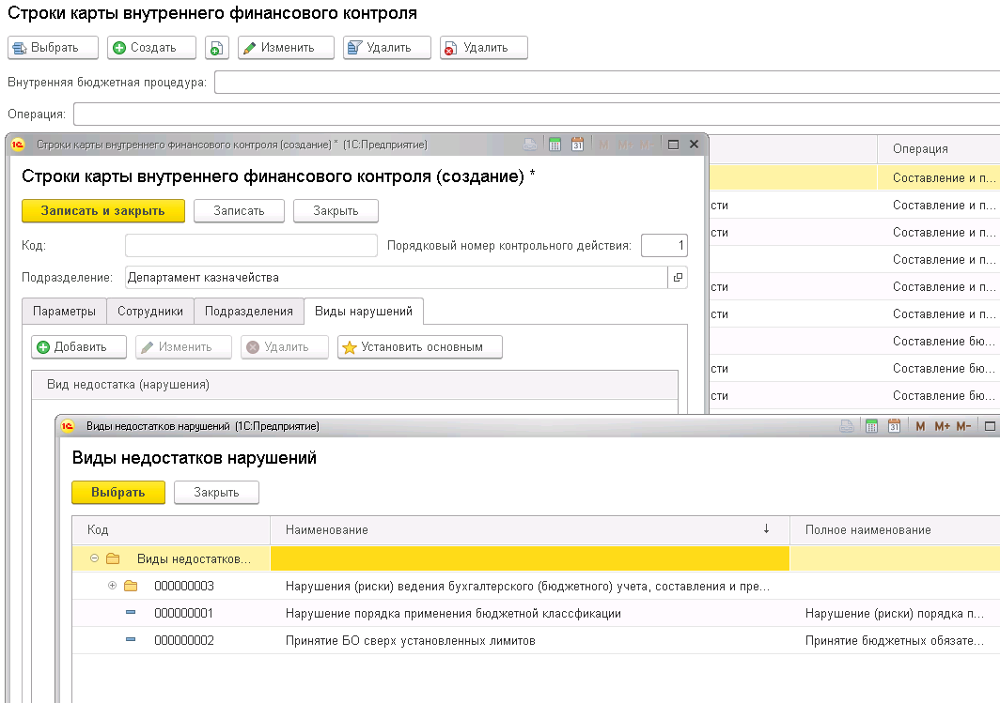 Строки карты внутреннего финансового контроля
Выбрать Создать Изменить Удалить Удалить
Внутренняя бюджетная процедура:
Операция:
1С Строки карты внутреннего финансового контроля (создание) * (1С:Предприятие) 31 M M+ M-
Операция
Строки карты внутреннего финансового контроля (создание) *
Составление и п...
Записать и закрыть Записать Закрыть
сти Составление и п...
сти Составление и п...
Код: Порядковый номер контрольного действия: 1
Составление и п...
Подразделение: Департамент казначейства
сти Составление и п...
Параметры Сотрудники Подразделения Виды нарушений
сти Составление и п...
Добавить Изменить Удалить Установить основным
Составление бю...
сти Составление бю...
Вид недостатка (нарушения)
сти Составление бю...
1С Виды недостатков нарушений (1С:Предприятие) 31 M M+ M-
Виды недостатков нарушений
Выбрать Закрыть
Код Наименование ↓ Полное наименование
Виды недостатков...
000000003 Нарушения (риски) ведения бухгалтерского (бюджетного) учета, составления и пре...
000000001 Нарушение порядка применения бюджетной классфикации Нарушение (риски) порядка п...
000000002 Принятие БО сверх установленных лимитов Принятие бюджетных обязате...